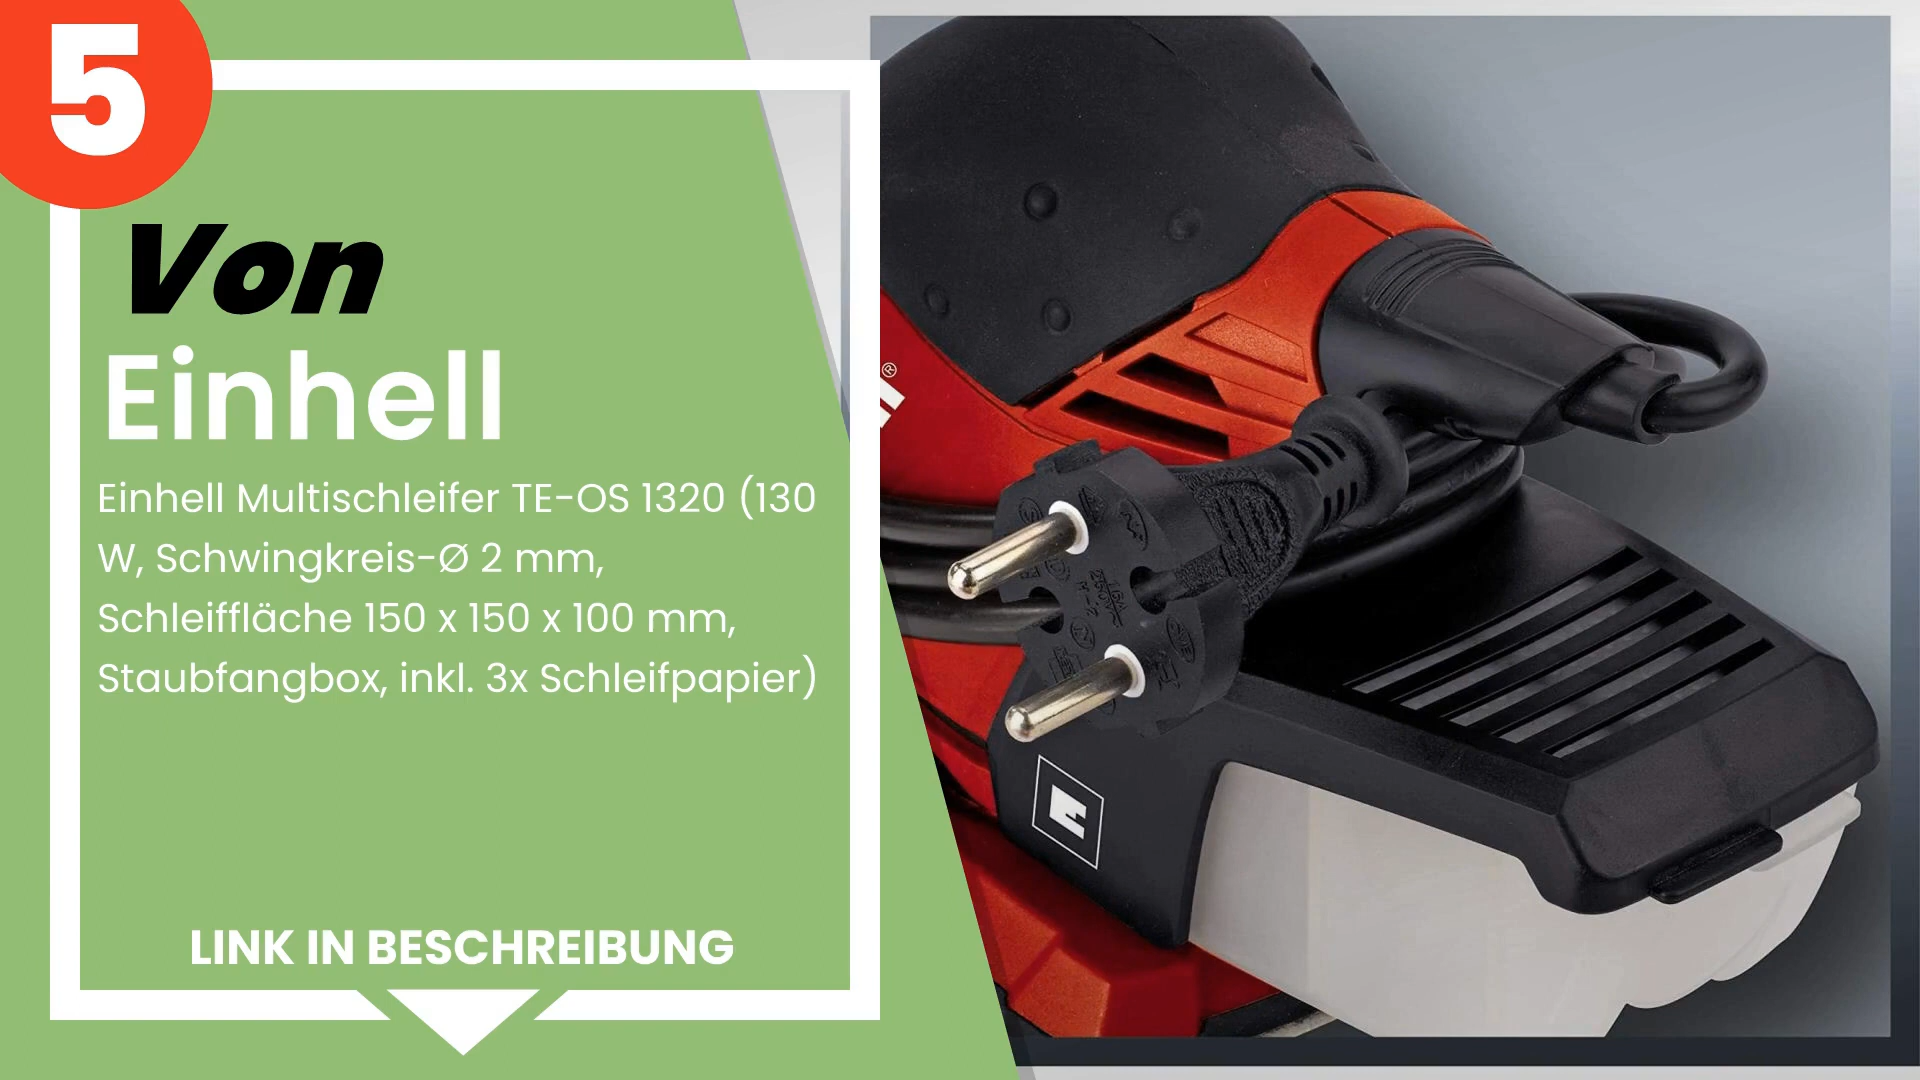 5
Von
Einhell
Einhell Multischleifer TE-OS 1320 (130
W, Schwingkreis-Ø 2 mm,
Schleiffläche 150 x 150 x 100 mm,
Staubfangbox, inkl. 3x Schleifpapier)
LINK IN BESCHREIBUNG